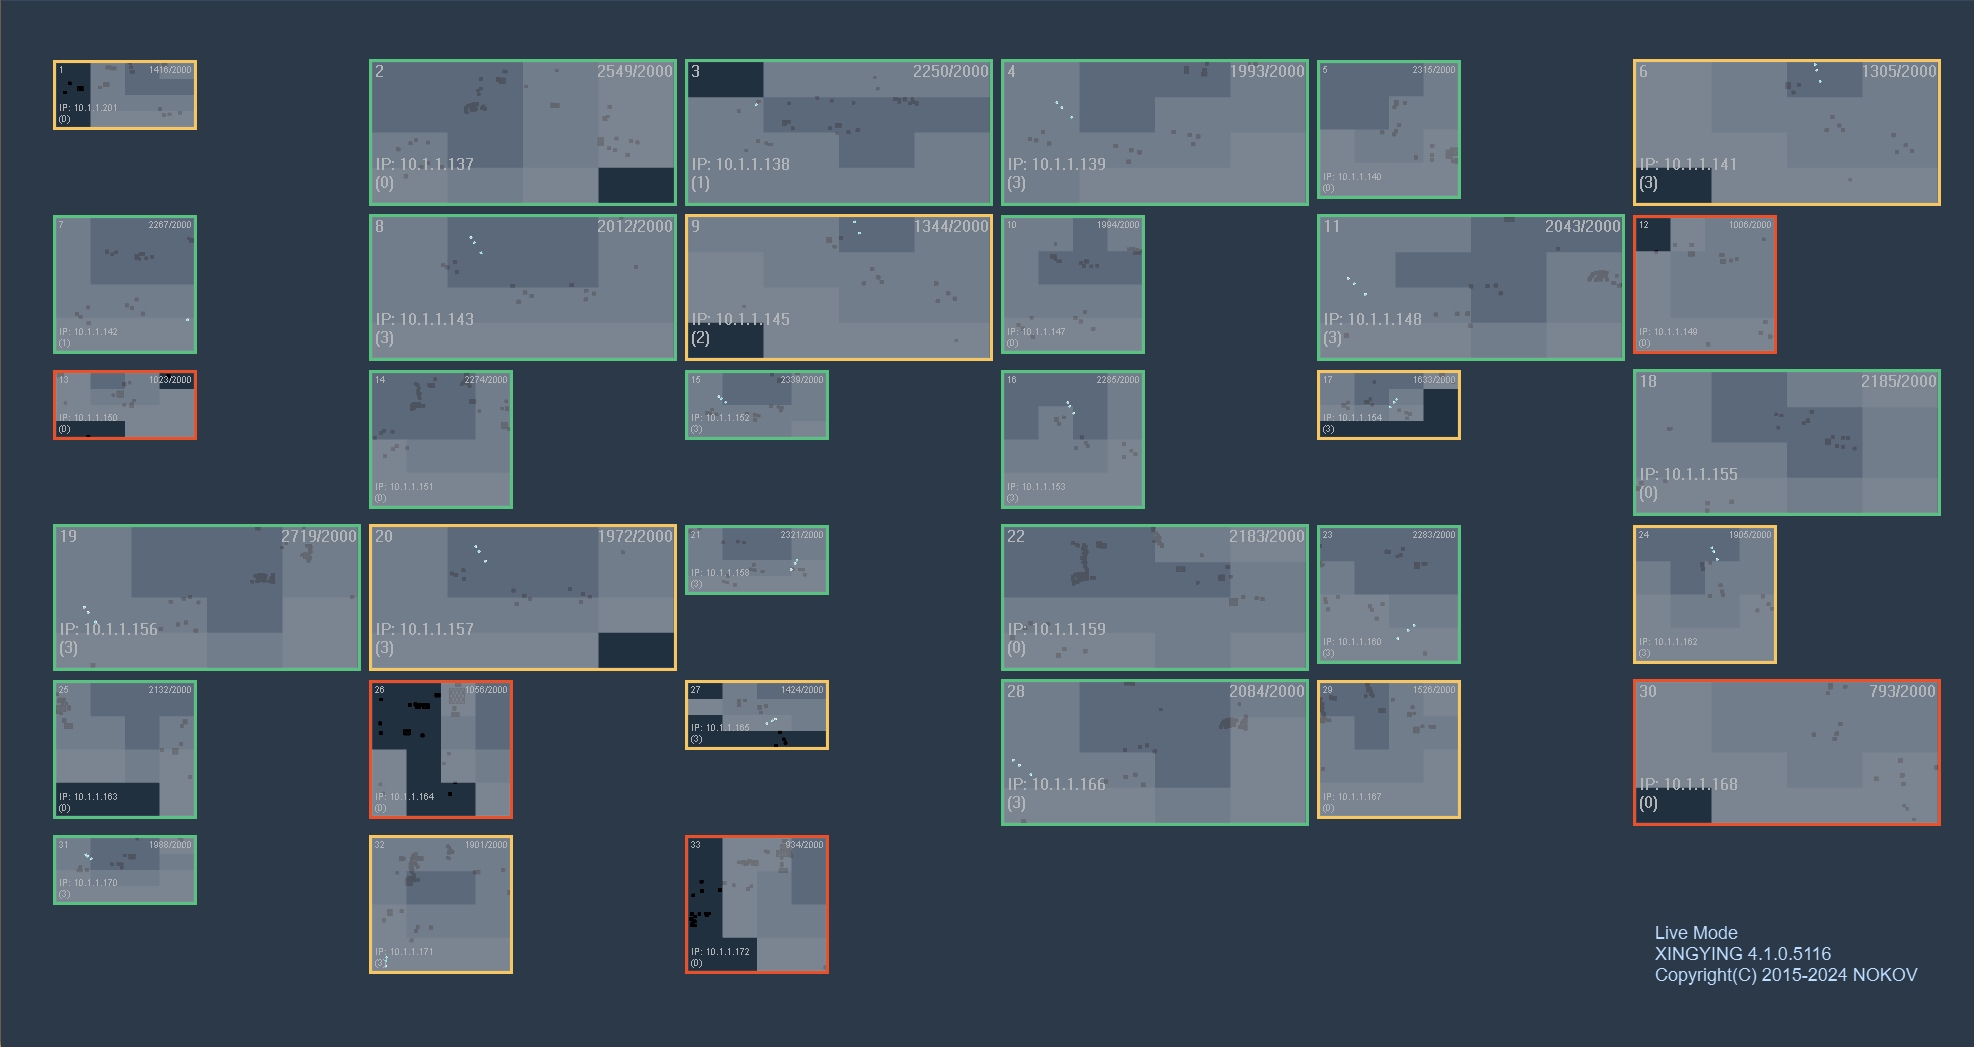 1 1416/2000
IP: 10.1.1.201
(0)
2 2549/2000
IP: 10.1.1.137
(0)
3 2250/2000
IP: 10.1.1.138
(1)
4 1993/2000
IP: 10.1.1.139
(3)
5 2315/2000
IP: 10.1.1.140
(0)
6 1305/2000
IP: 10.1.1.141
(3)
7 2267/2000
IP: 10.1.1.142
(1)
8 2012/2000
IP: 10.1.1.143
(3)
9 1344/2000
IP: 10.1.1.145
(2)
10 1994/2000
IP: 10.1.1.147
(0)
11 2043/2000
IP: 10.1.1.148
(3)
12 1006/2000
IP: 10.1.1.149
(0)
13 1023/2000
IP: 10.1.1.150
(0)
14 2274/2000
IP: 10.1.1.151
(0)
15 2339/2000
IP: 10.1.1.152
(3)
16 2285/2000
IP: 10.1.1.153
(3)
17 1633/2000
IP: 10.1.1.154
(3)
18 2185/2000
IP: 10.1.1.155
(0)
19 2719/2000
IP: 10.1.1.156
(3)
20 1972/2000
IP: 10.1.1.157
(3)
21 2321/2000
IP: 10.1.1.158
(3)
22 2183/2000
IP: 10.1.1.159
(0)
23 2283/2000
IP: 10.1.1.160
(3)
24 1905/2000
IP: 10.1.1.162
(3)
25 2132/2000
IP: 10.1.1.163
(0)
26 1056/2000
IP: 10.1.1.164
(0)
27 1424/2000
IP: 10.1.1.165
(3)
28 2084/2000
IP: 10.1.1.166
(3)
29 1526/2000
IP: 10.1.1.167
(0)
30 793/2000
IP: 10.1.1.168
(0)
31 1988/2000
IP: 10.1.1.170
(3)
32 1901/2000
IP: 10.1.1.171
(3)
33 934/2000
IP: 10.1.1.172
(0)
Live Mode
XINGYING 4.1.0.5116
Copyright(C) 2015-2024 NOKOV